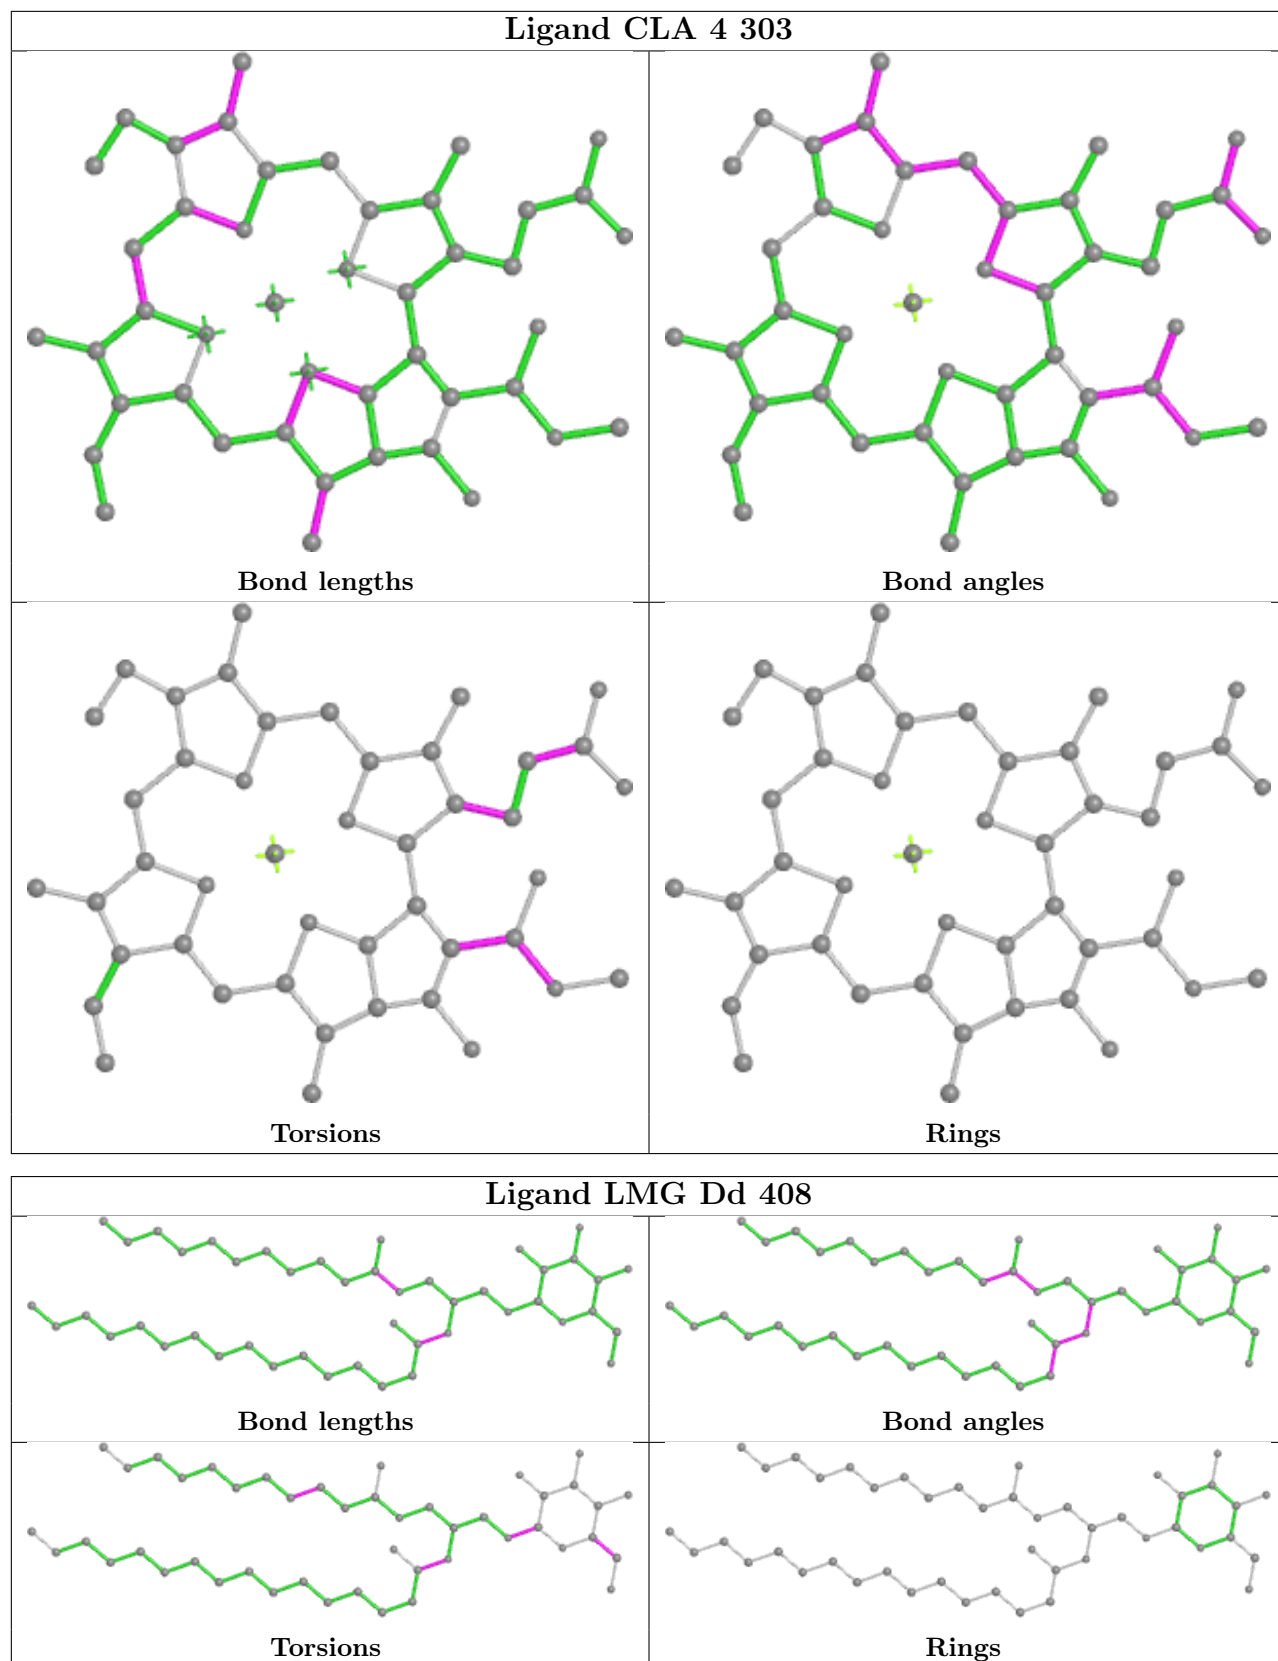 Ligand CLA 4 303
Bond lengths
Bond angles
Torsions
Rings
Ligand LMG Dd 408
Bond lengths
Bond angles
Torsions
Rings